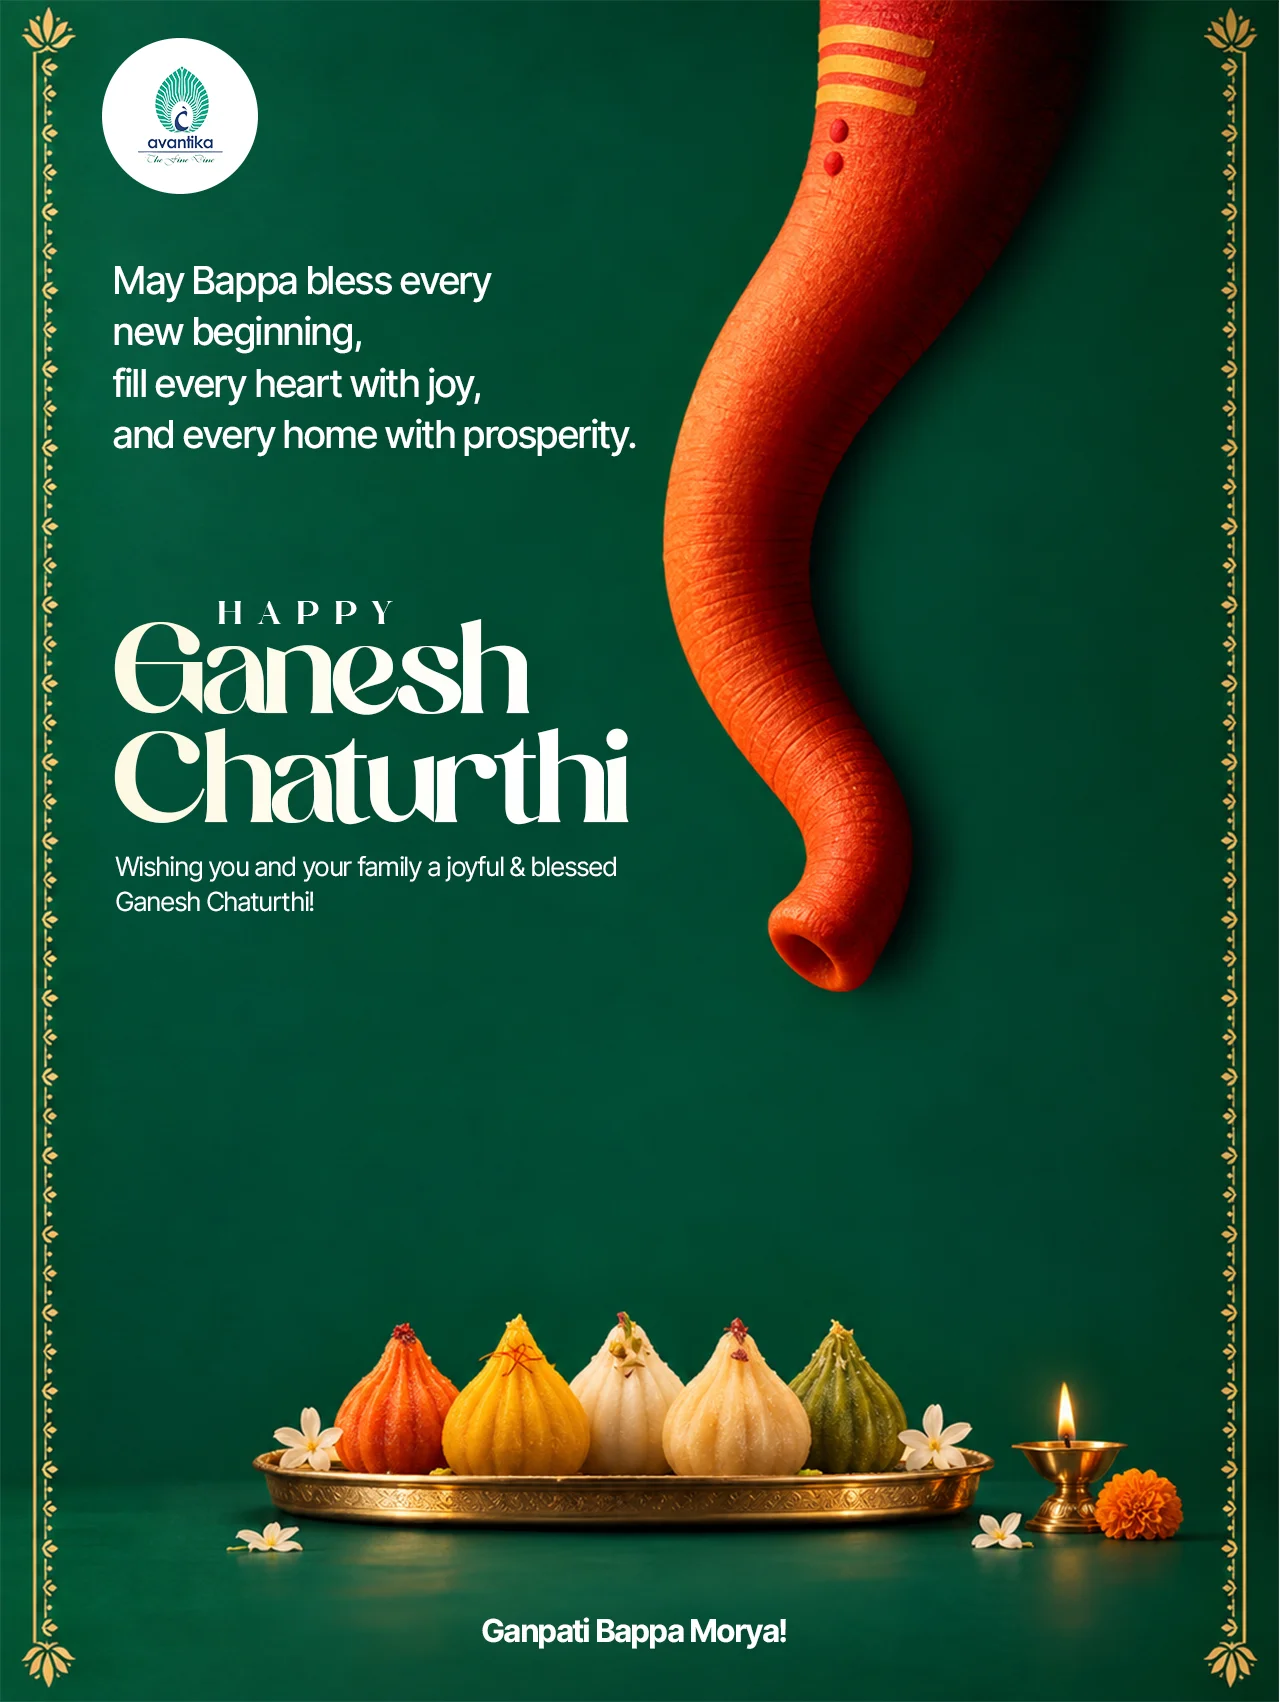 avantika
The Fine Dine
May Bappa bless every
new beginning,
fill every heart with joy,
and every home with prosperity.
HAPPY
Ganesh
Chaturthi
Wishing you and your family a joyful & blessed
Ganesh Chaturthi!
Ganpati Bappa Morya!